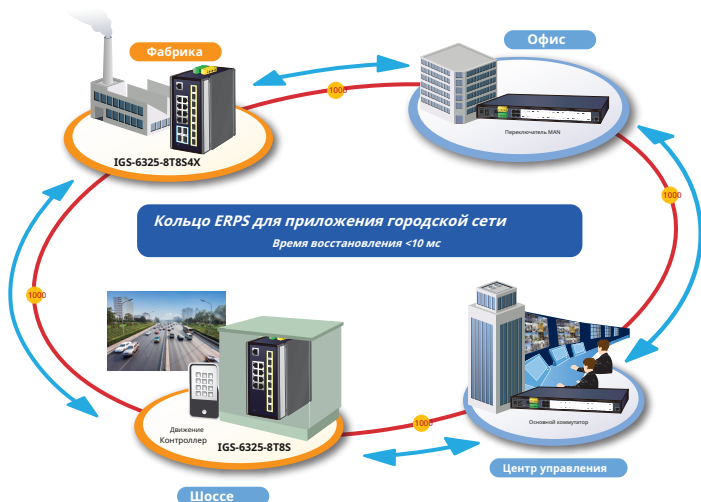 Фабрика
Офис
1000
Переключатель MAN
IGS-6325-8T8S4X
1000
Кольцо ERPS для приложения городской сети
Время восстановления <10 мс
1000
1000
Движение
Контроллер
IGS-6325-8T8S
Основной коммутатор
Центр управления
Шоссе